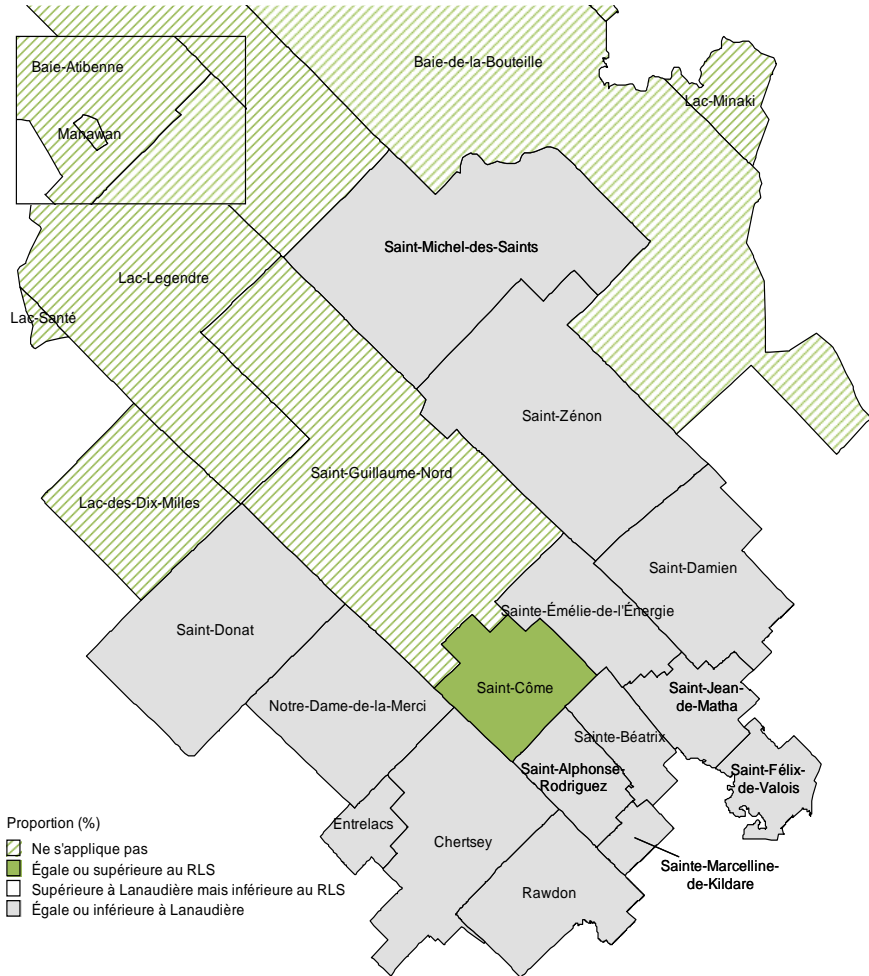 Baie-Atibenne
Manawan
Baie-de-la-Bouteille
Lac-Minaki
Saint-Michel-des-Saints
Lac-Legendre
Lac-Santé
Saint-Zénon
Saint-Guillaume-Nord
Lac-des-Dix-Milles
Saint-Damien
Sainte-Émélie-de-l'Énergie
Saint-Donat
Saint-Côme
Saint-Jean-
de-Matha
Notre-Dame-de-la-Merci
Sainte-Béatrix
Saint-Alphonse-
Rodriguez
Saint-Félix-
de-Valois
Entrelacs
Chertsey
Sainte-Marcelline-
de-Kildare
Rawdon
Proportion (%)
Ne s'applique pas
Égale ou supérieure au RLS
Supérieure à Lanaudière mais inférieure au RLS
Égale ou inférieure à Lanaudière